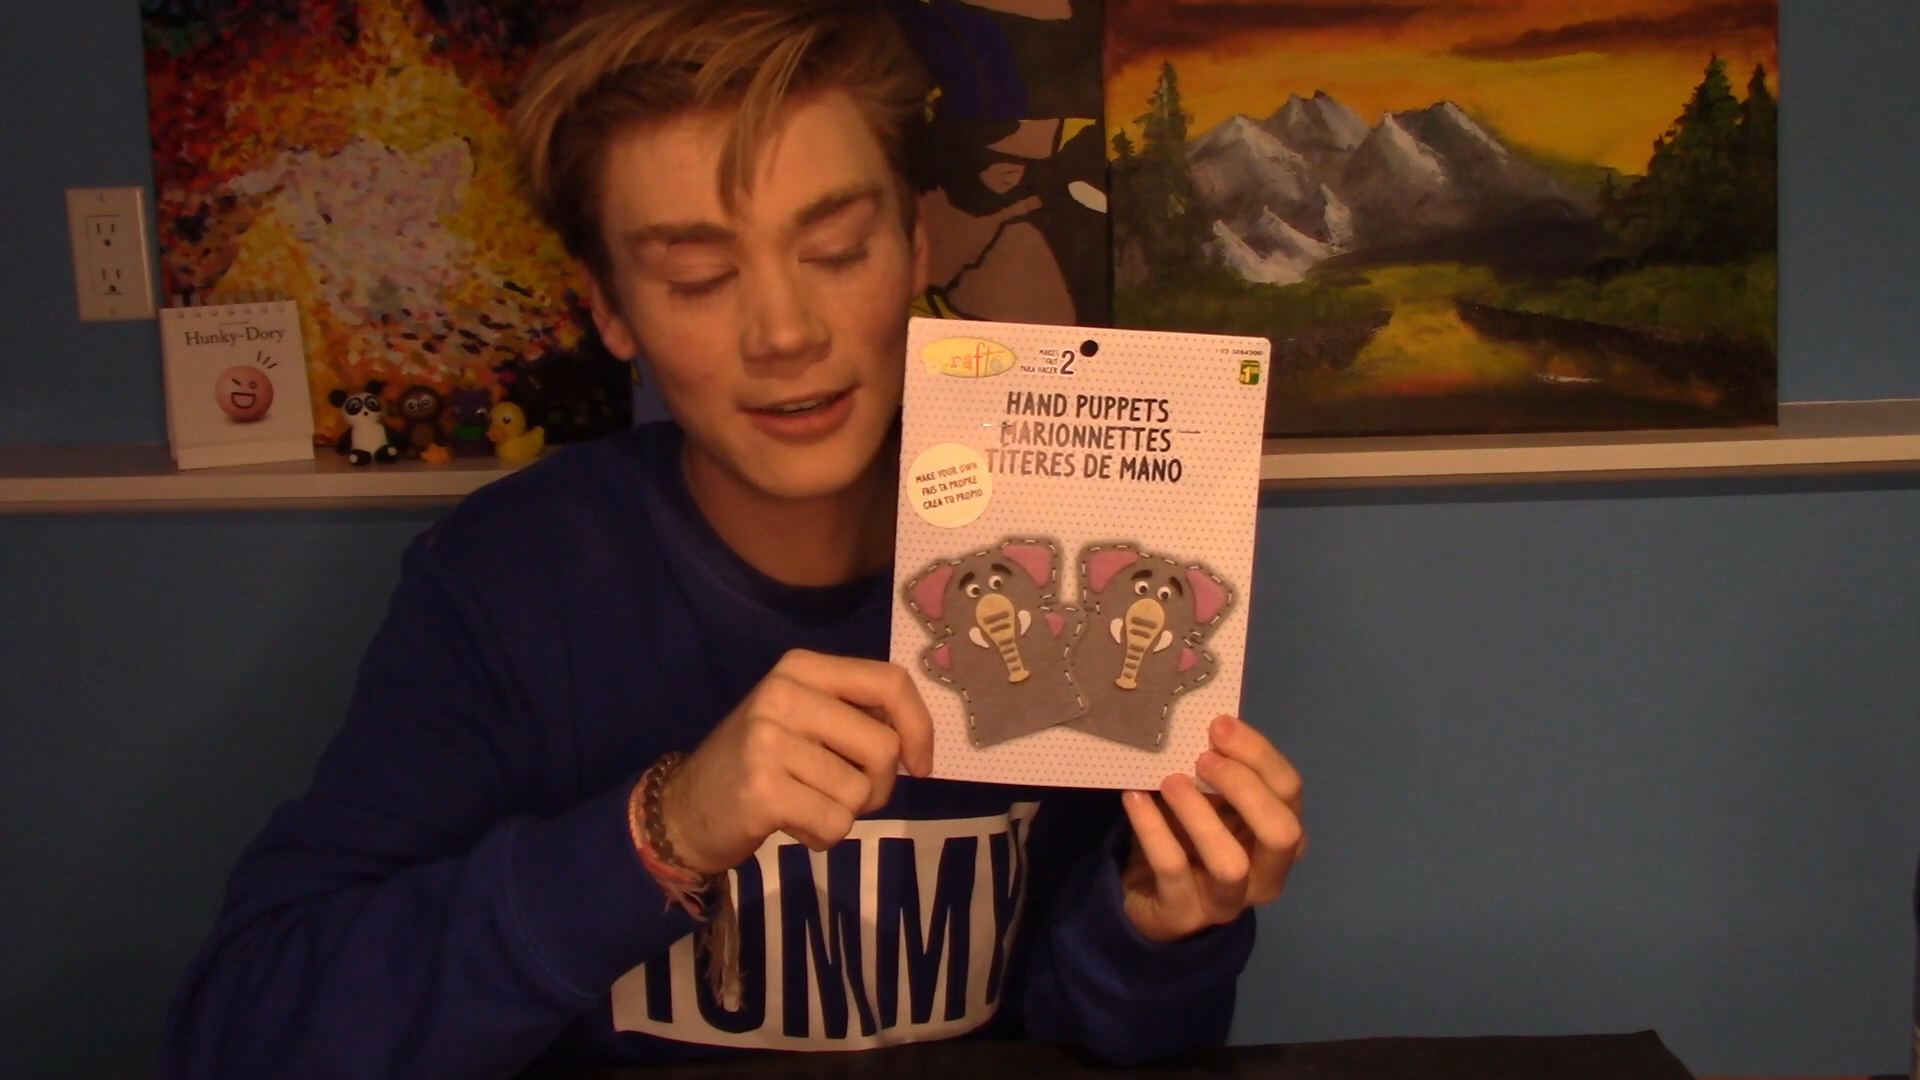 Hunky-Dory
MAKES
FAIT
PARA HACER
2
HAND PUPPETS
MARIONNETTES
TITERES DE MANO
MAKE YOUR OWN
FAIS TA PROPRE
CREA TU PROPIO
TOMMY